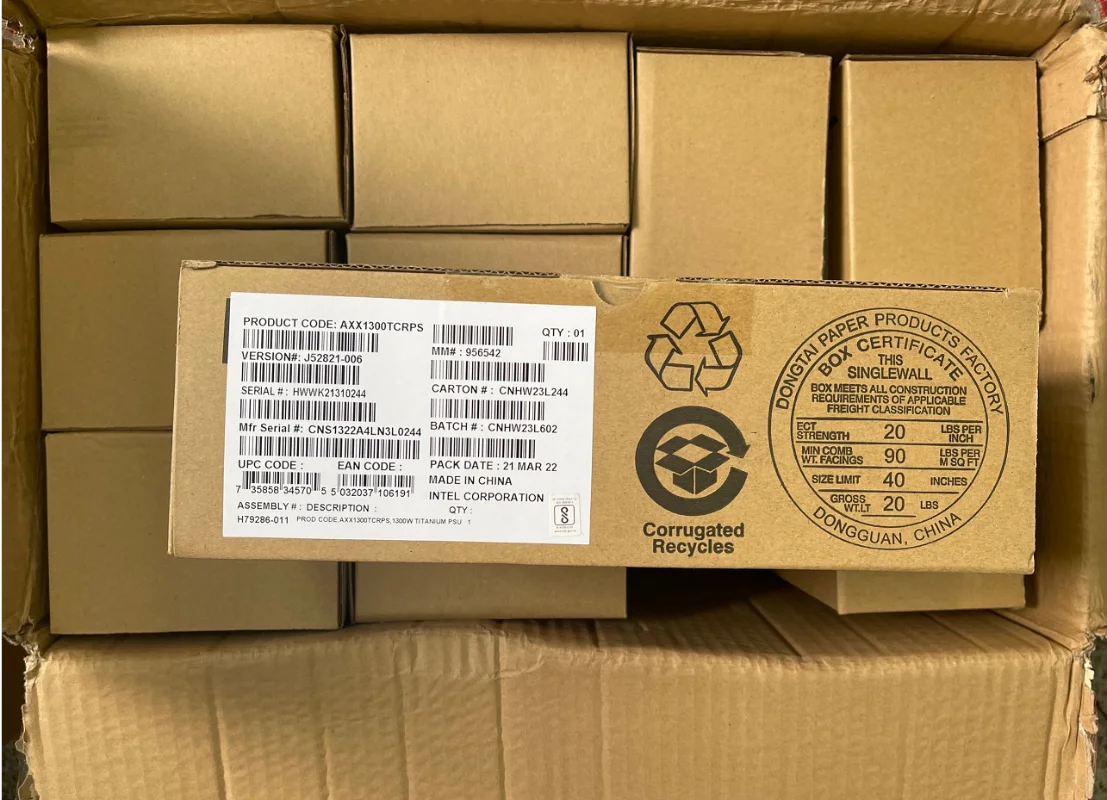 PRODUCT CODE: AXX1300TCRPS
QTY : 01
VERSION#: J52821-006
MM# : 956542
SERIAL # : HWWK21310244
CARTON # : CNHW23L244
Mfr Serial #: CNS1322A4LN3L0244
BATCH # : CNHW23L602
UPC CODE : EAN CODE :
7 35858 34570 5 5 032037 106191
PACK DATE : 21 MAR 22
MADE IN CHINA
INTEL CORPORATION
ASSEMBLY # : DESCRIPTION : QTY :
H79286-011 PROD CODE,AXX1300TCRPS,1300W TITANIUM PSU 1
Corrugated
Recycles
DONGTAI PAPER PRODUCTS FACTORY
BOX CERTIFICATE
THIS
SINGLEWALL
BOX MEETS ALL CONSTRUCTION
REQUIREMENTS OF APPLICABLE
FREIGHT CLASSIFICATION
ECT STRENGTH 20 LBS PER INCH
MIN COMB WT. FACINGS 90 LBS PER M SQ FT
SIZE LIMIT 40 INCHES
GROSS WT.LT 20 LBS
DONGGUAN, CHINA